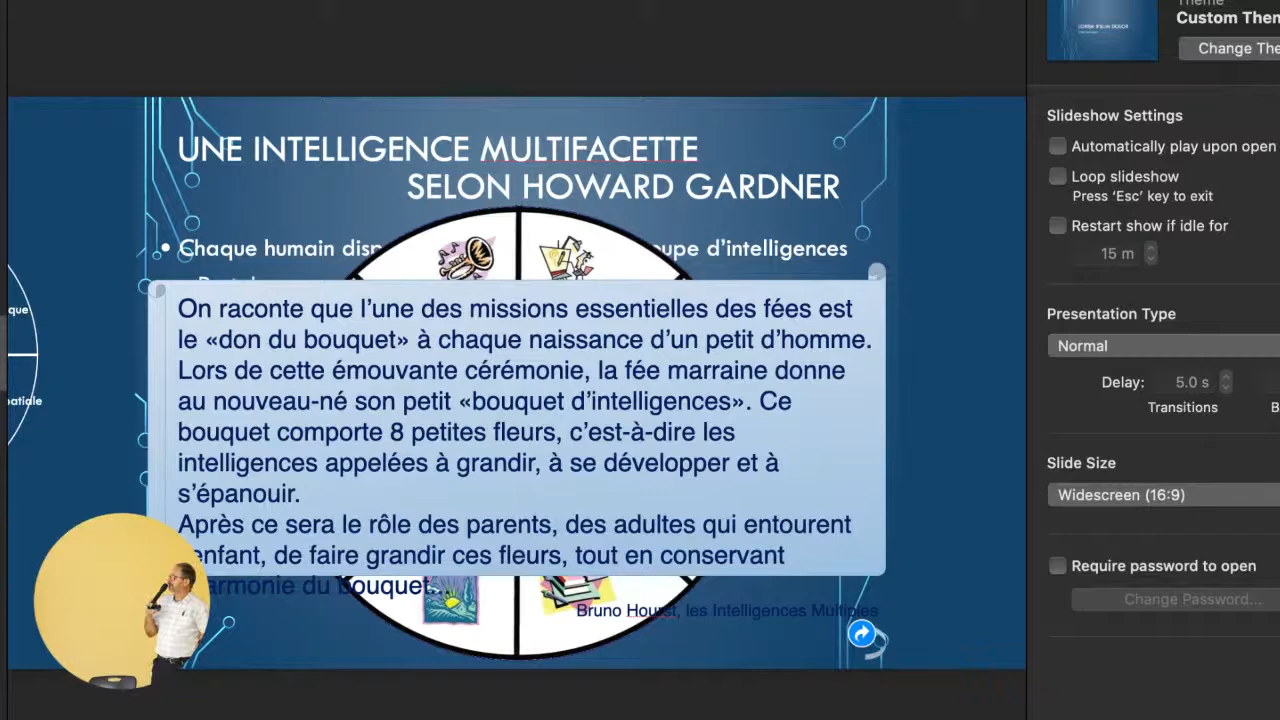 UNE INTELLIGENCE MULTIFACETTE
SELON HOWARD GARDNER
• Chaque humain disp
oupe d'intelligences
On raconte que l'une des missions essentielles des fées est
le «don du bouquet» à chaque naissance d'un petit d'homme.
Lors de cette émouvante cérémonie, la fée marraine donne
au nouveau-né son petit «bouquet d'intelligences». Ce
bouquet comporte 8 petites fleurs, c'est-à-dire les
intelligences appelées à grandir, à se développer et à
s'épanouir.
Après ce sera le rôle des parents, des adultes qui entourent
enfant, de faire grandir ces fleurs, tout en conservant
armonie du bouquet.
Bruno Hourst, les Intelligences Multiples
que
patiale
Theme
Custom Them
Change The
Slideshow Settings
Automatically play upon open
Loop slideshow
Press 'Esc' key to exit
Restart show if idle for
15 m
Presentation Type
Normal
Delay: 5.0 s
Transitions B
Slide Size
Widescreen (16:9)
Require password to open
Change Password...
LOREM IPSUM DOLOR